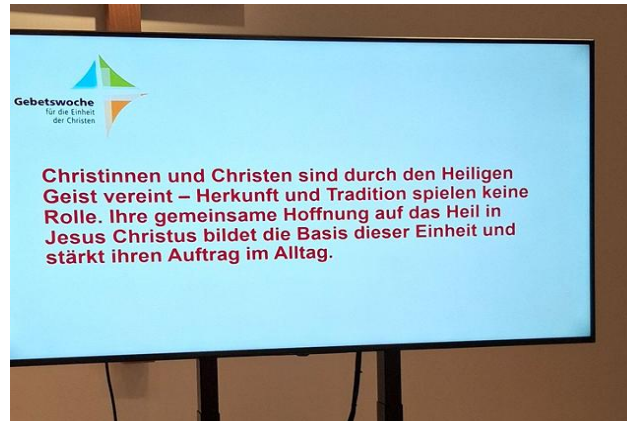 Gebetswoche
für die Einheit
der Christen
Christinnen und Christen sind durch den Heiligen
Geist vereint – Herkunft und Tradition spielen keine
Rolle. Ihre gemeinsame Hoffnung auf das Heil in
Jesus Christus bildet die Basis dieser Einheit und
stärkt ihren Auftrag im Alltag.